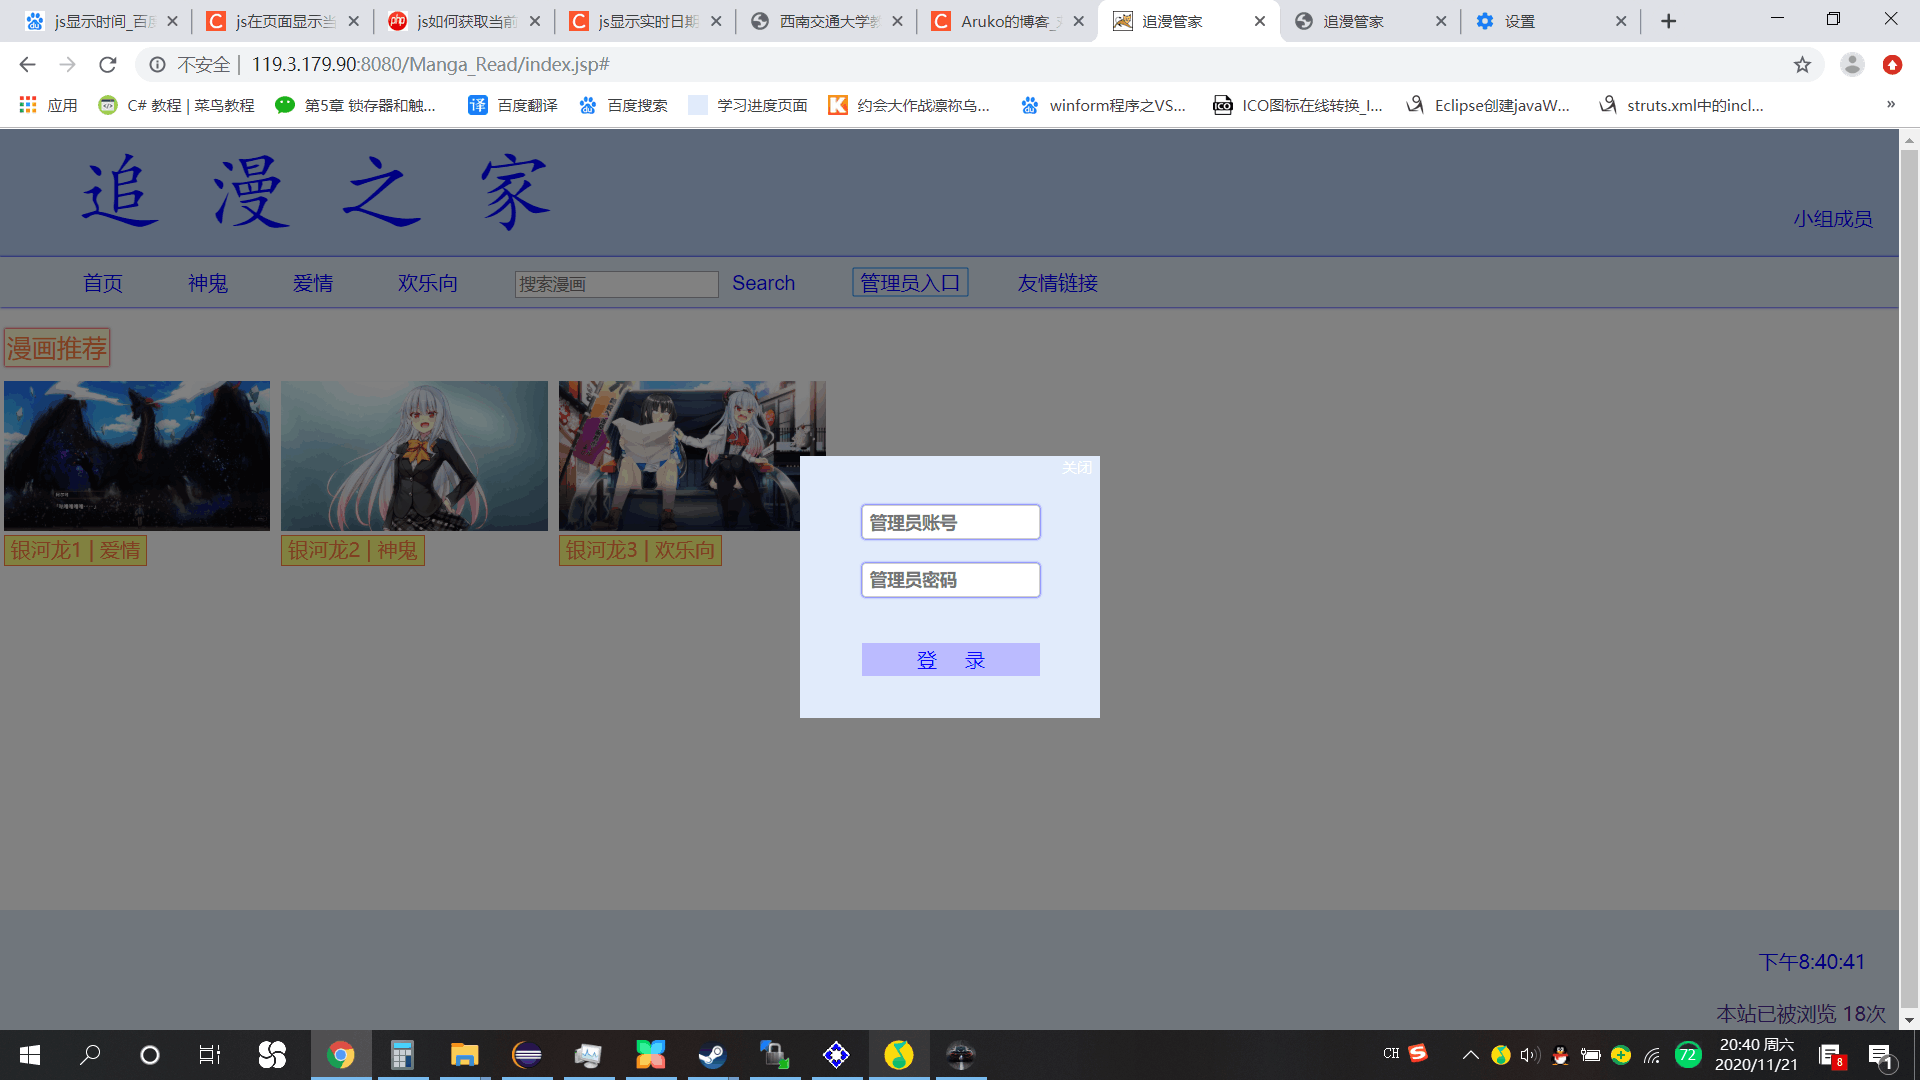 js显示时间_百度
js在页面显示当
js如何获取当前
js显示实时日期
西南交通大学教
Aruko的博客_
追漫管家
追漫管家
设置
不安全 | 119.3.179.90:8080/Manga_Read/index.jsp#
应用
C# 教程 | 菜鸟教程
第5章 锁存器和触...
百度翻译
百度搜索
学习进度页面
约会大作战凛祢乌...
winform程序之VS...
ICO图标在线转换_I...
Eclipse创建javaW...
struts.xml中的incl...
»
追漫之家
小组成员
首页 神鬼 爱情 欢乐向 搜索漫画 Search 管理员入口 友情链接
漫画推荐
银河龙1 | 爱情
银河龙2 | 神鬼
银河龙3 | 欢乐向
关闭
管理员账号
管理员密码
登 录
下午8:40:41
本站已被浏览 18次
CH
72
20:40 周六
2020/11/21
8
1